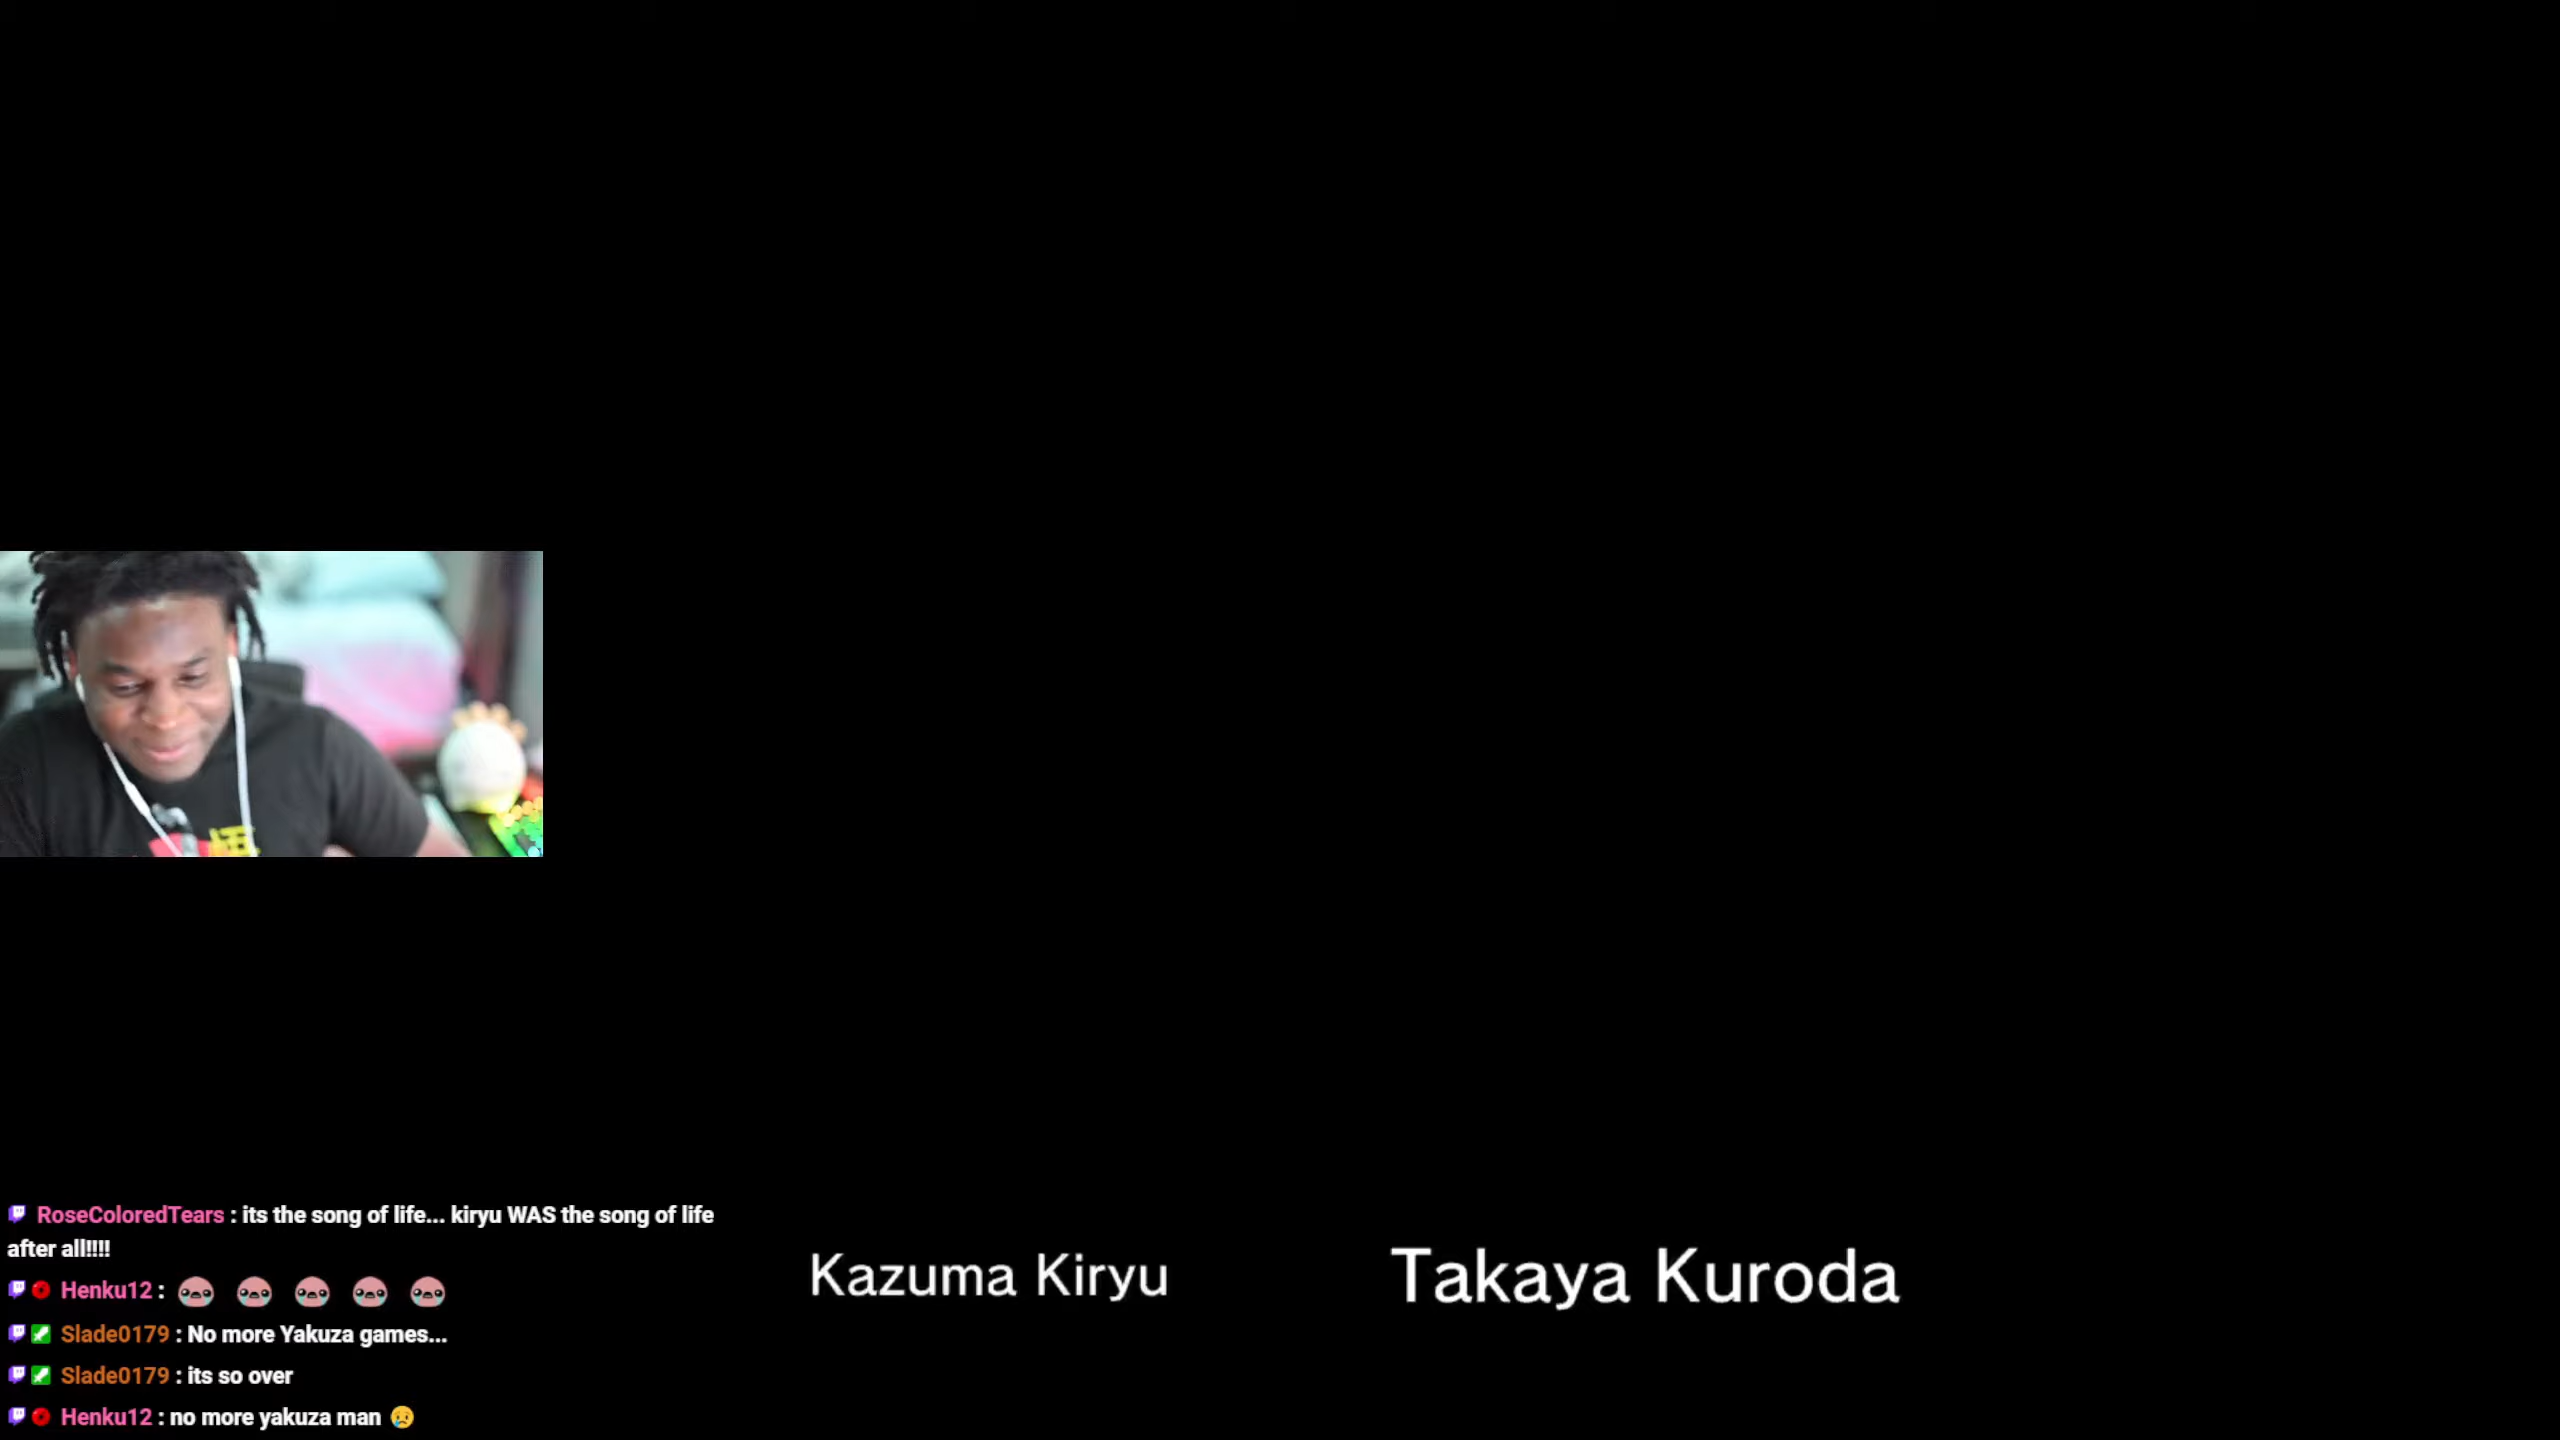 RoseColoredTears : its the song of life... kiryu WAS the song of life
after all!!!!
Henku12 :
Slade0179 : No more Yakuza games...
Slade0179 : its so over
Henku12 : no more yakuza man 😥
Kazuma Kiryu Takaya Kuroda